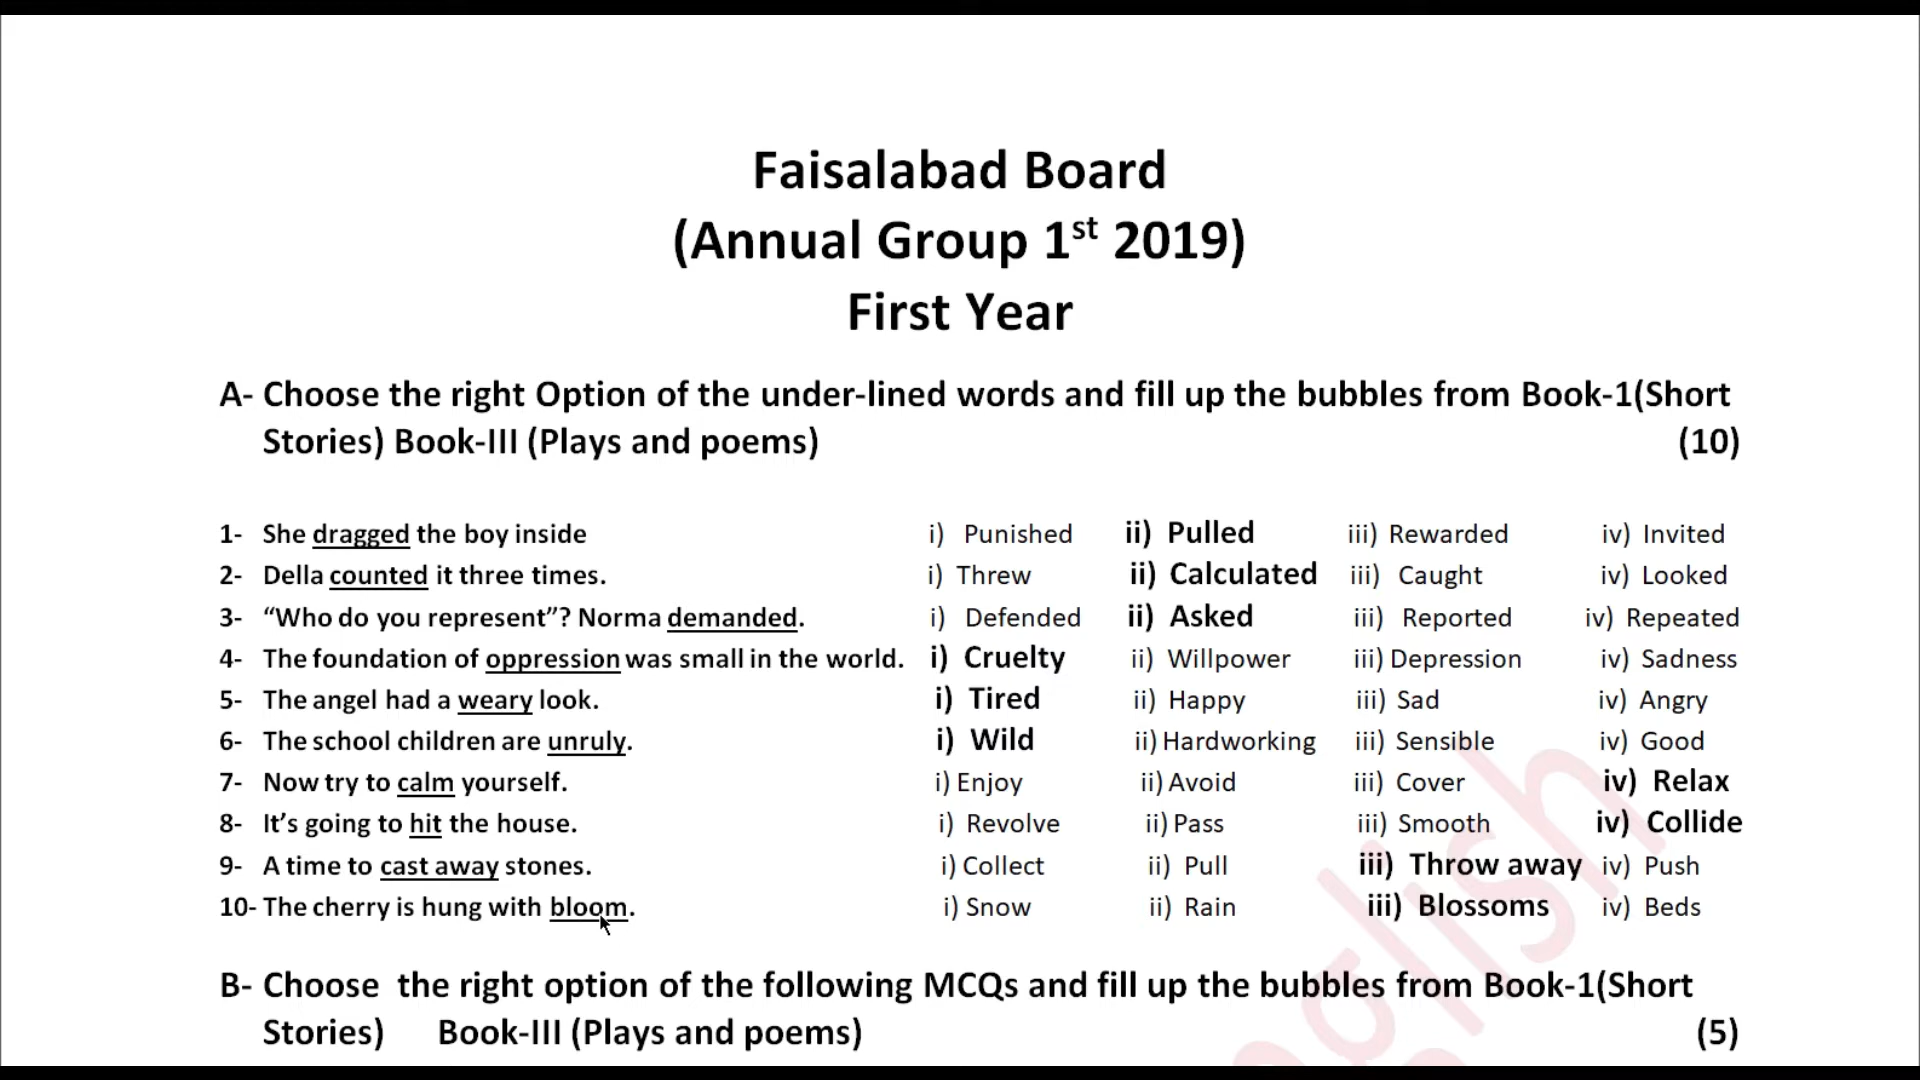 Faisalabad Board
(Annual Group 1st 2019)
First Year
A- Choose the right Option of the under-lined words and fill up the bubbles from Book-1(Short
Stories) Book-III (Plays and poems) (10)
1- She dragged the boy inside i) Punished ii) Pulled iii) Rewarded iv) Invited
2- Della counted it three times. i) Threw ii) Calculated iii) Caught iv) Looked
3- “Who do you represent”? Norma demanded. i) Defended ii) Asked iii) Reported iv) Repeated
4- The foundation of oppression was small in the world. i) Cruelty ii) Willpower iii) Depression iv) Sadness
5- The angel had a weary look. i) Tired ii) Happy iii) Sad iv) Angry
6- The school children are unruly. i) Wild ii) Hardworking iii) Sensible iv) Good
7- Now try to calm yourself. i) Enjoy ii) Avoid iii) Cover iv) Relax
8- It’s going to hit the house. i) Revolve ii) Pass iii) Smooth iv) Collide
9- A time to cast away stones. i) Collect ii) Pull iii) Throw away iv) Push
10- The cherry is hung with bloom. i) Snow ii) Rain iii) Blossoms iv) Beds
B- Choose the right option of the following MCQs and fill up the bubbles from Book-1(Short
Stories) Book-III (Plays and poems) (5)